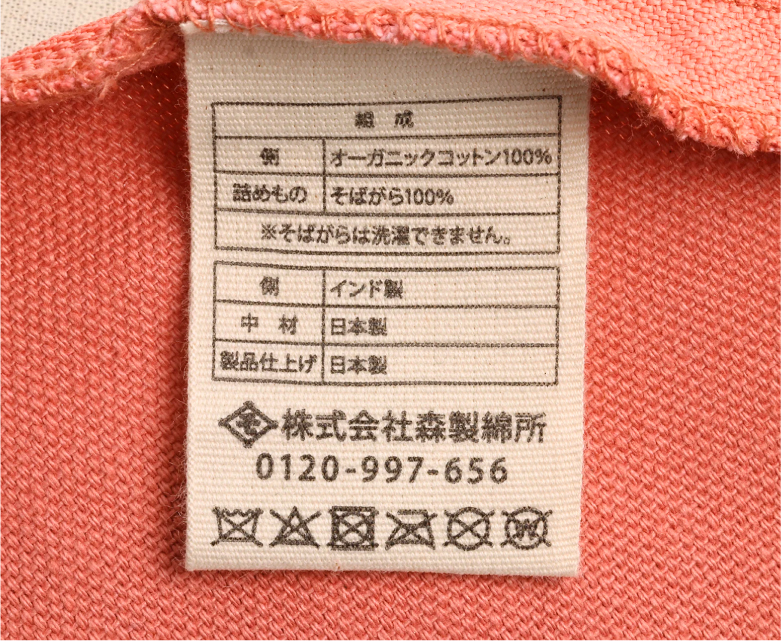 組成
側 オーガニックコットン100%
詰めもの そばがら100%
※そばがらは洗濯できません。
側 インド製
中材 日本製
製品仕上げ 日本製
株式会社森製綿所
0120-997-656